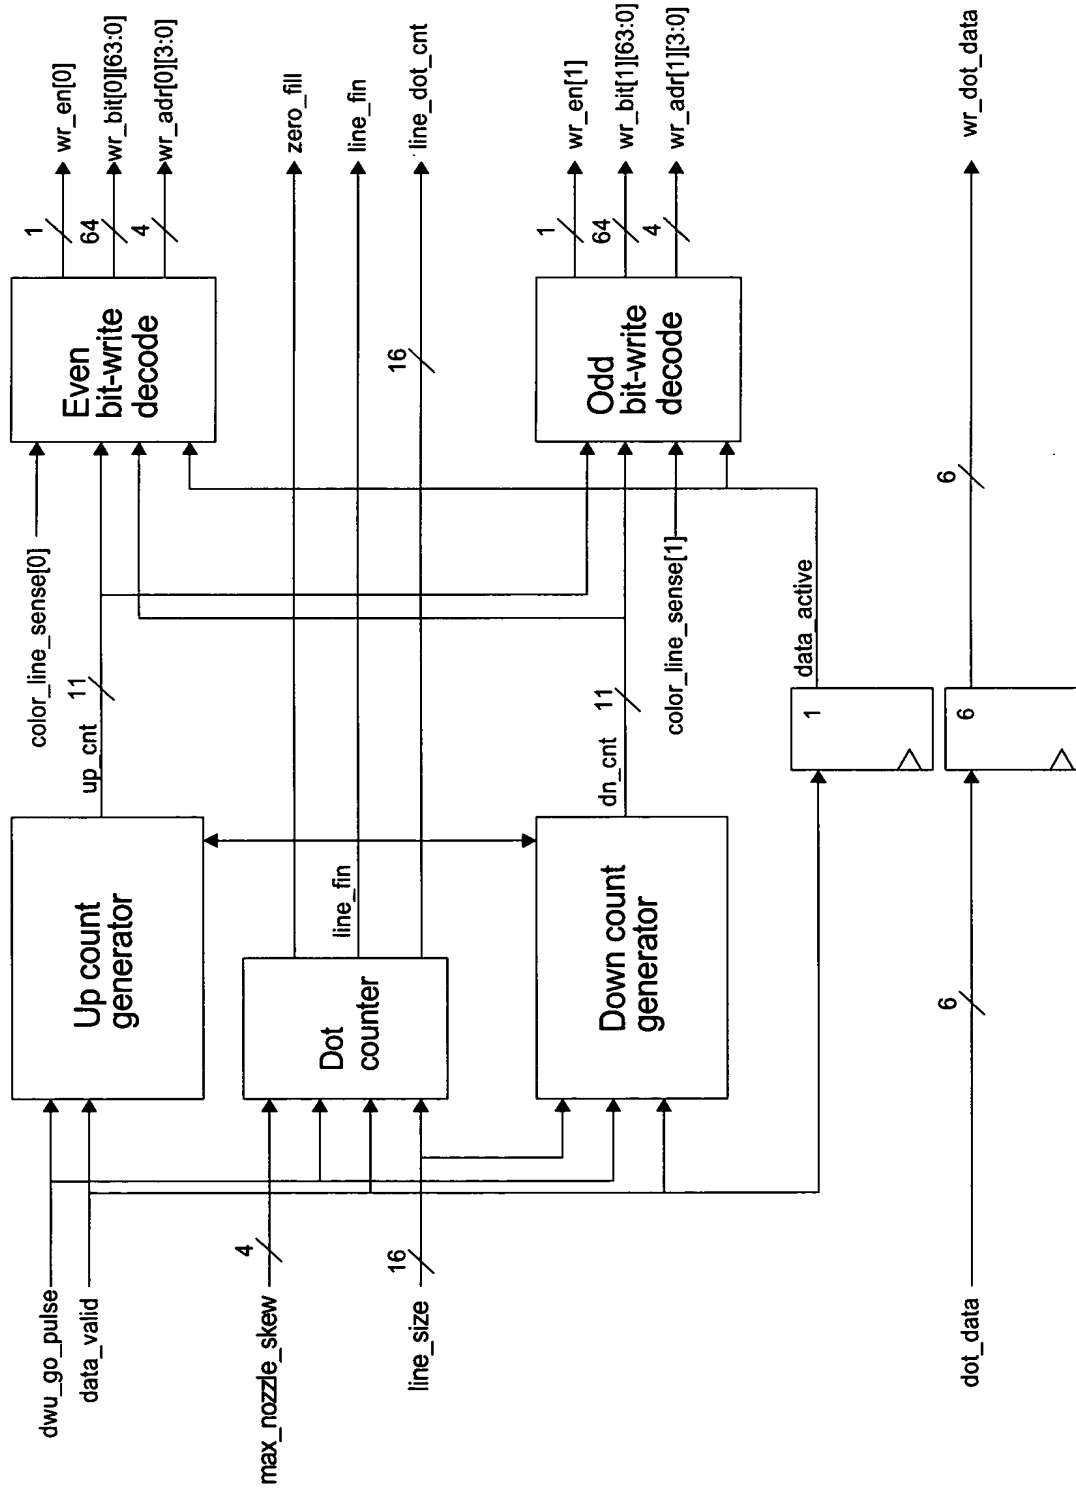 dwu_go_pulse
data_valid
max_nozzle_skew
4
line_size
16
dot_data
6
Up count
generator
Dot
counter
Down count
generator
line_fin
up_cnt
11
dn_cnt
11
1
6
color_line_sense[0]
color_line_sense[1]
data_active
Even
bit-write
decode
16
Odd
bit-write
decode
6
1
64
4
1
64
4
wr_en[0]
wr_bit[0][63:0]
wr_adr[0][3:0]
zero_fill
line_fin
line_dot_cnt
wr_en[1]
wr_bit[1][63:0]
wr_adr[1][3:0]
wr_dot_data